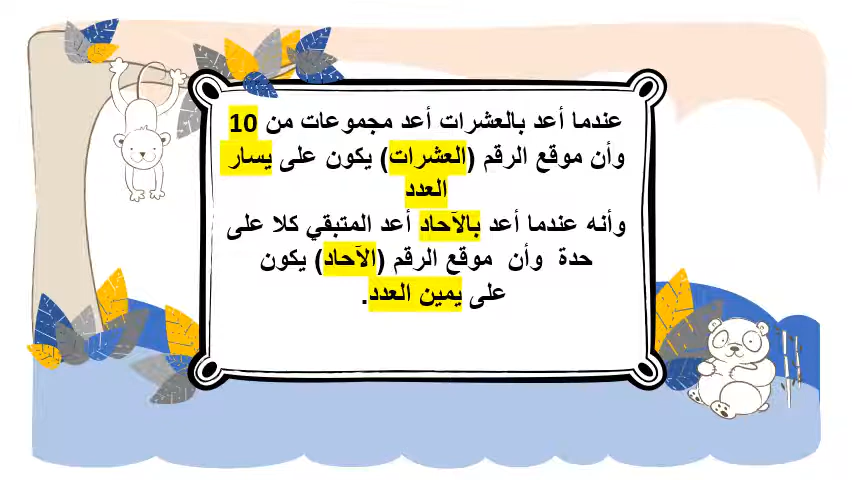 عندما أعد بالعشرات أعد مجموعات من 10
وأن موقع الرقم (العشرات) يكون على يسار
العدد
وأنه عندما أعد بالآحاد أعد المتبقي كلا على
حدة وأن موقع الرقم (الآحاد) يكون
على يمين العدد.